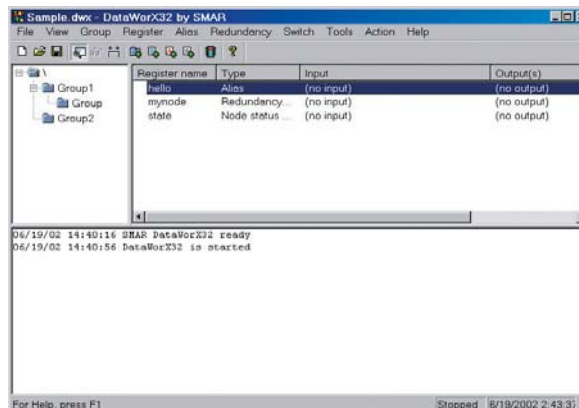 Sample.dwx - DataWorX32 by SMAR
File View Group Register Alias Redundancy Switch Tools Action Help
\
Group1
Group
Group2
Register name Type Input Output(s)
hello Alias (no input) (no output)
mynode Redundancy... (no input) (no output)
state Node status ... (no input) (no output)
06/19/02 14:40:16 SMAR DataWorX32 ready
06/19/02 14:40:56 DataWorX32 is started
For Help, press F1
Stopped 6/19/2002 2:43:37